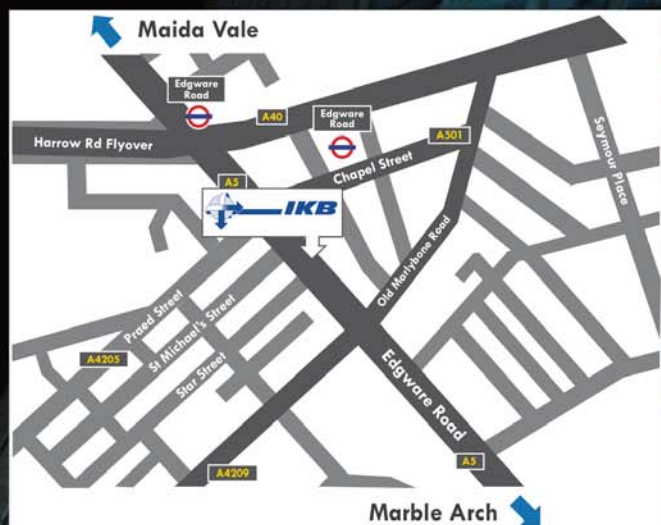 Maida Vale
Edgware
Road
A40
Edgware
Road
A501
Harrow Rd Flyover
Chapel Street
Seymour Place
A5
IKB
Old Marlybone Road
Praed Street
St Michael's Street
A4205
Star Street
Edgware Road
A4209
A5
Marble Arch